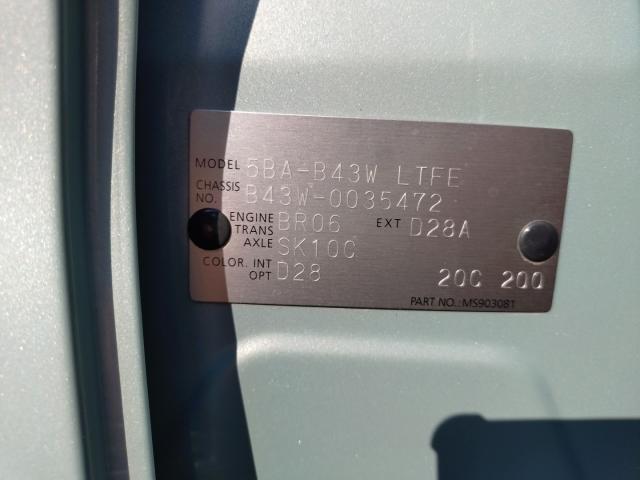 MODEL 5BA-B43W LTFE
CHASSIS NO. B43W-0035472
ENGINE BR06 EXT D28A
TRANS AXLE SK10C
COLOR. INT D28
OPT 20C 20Q
PART NO.: MS903081